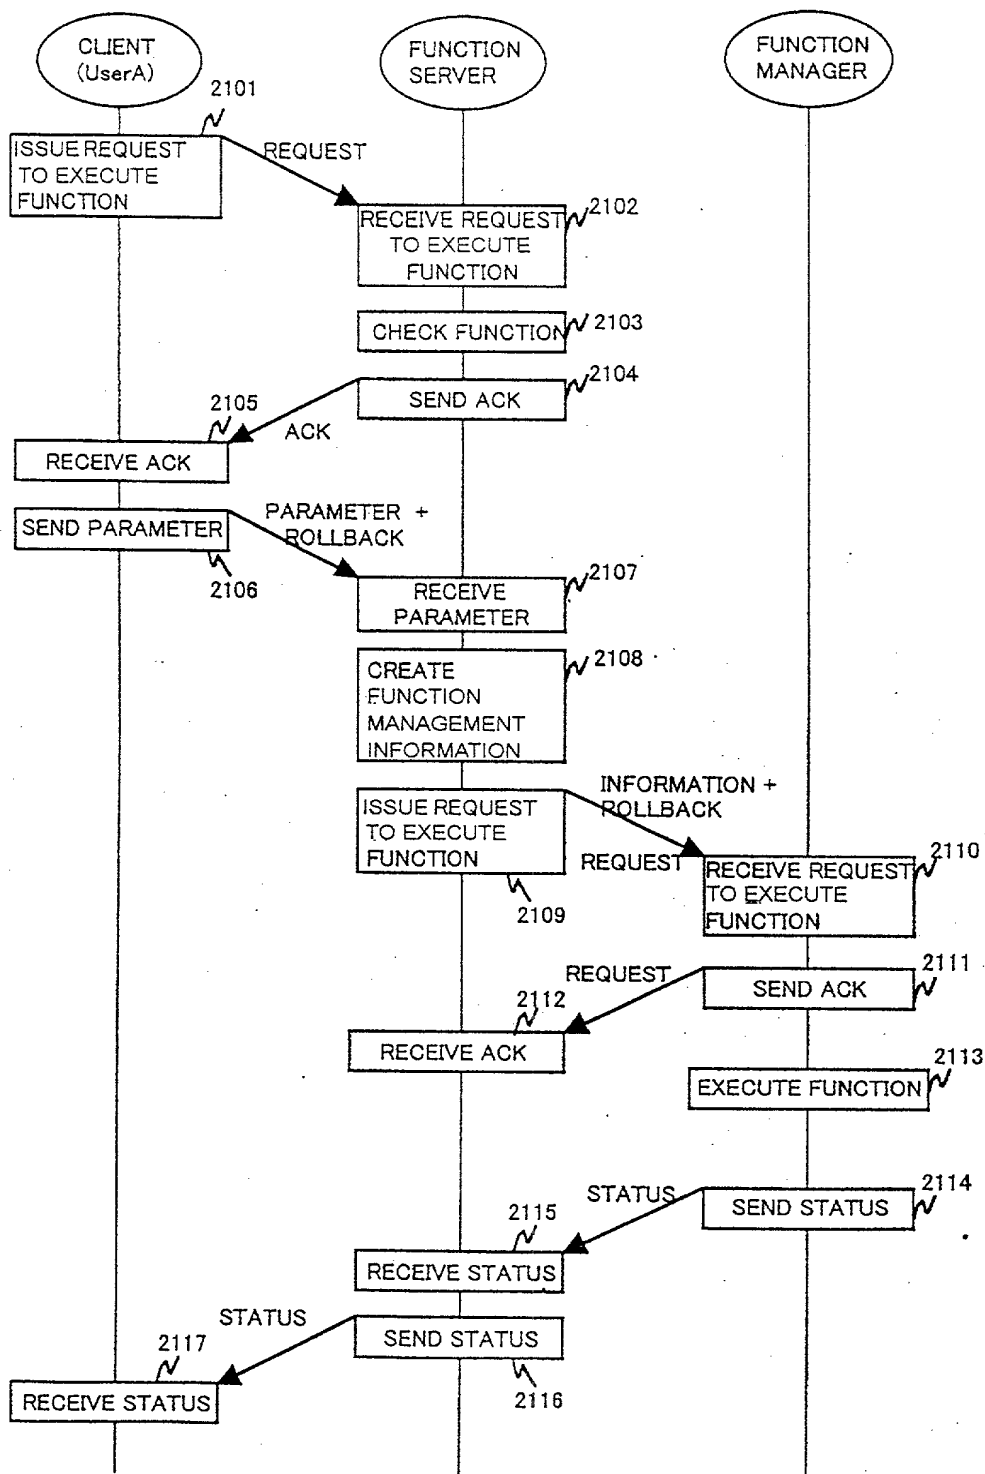 CLIENT
(UserA)
FUNCTION
SERVER
FUNCTION
MANAGER
2101
ISSUE REQUEST
TO EXECUTE
FUNCTION
REQUEST
2102
RECEIVE REQUEST
TO EXECUTE
FUNCTION
CHECK FUNCTION
2103
2104
SEND ACK
2105
ACK
RECEIVE ACK
SEND PARAMETER
PARAMETER +
ROLLBACK
2106
2107
RECEIVE
PARAMETER
2108
CREATE
FUNCTION
MANAGEMENT
INFORMATION
INFORMATION +
ROLLBACK
ISSUE REQUEST
TO EXECUTE
FUNCTION
REQUEST
2109
2110
RECEIVE REQUEST
TO EXECUTE
FUNCTION
2111
REQUEST
SEND ACK
2112
RECEIVE ACK
2113
EXECUTE FUNCTION
2114
STATUS
SEND STATUS
2115
RECEIVE STATUS
STATUS
SEND STATUS
2116
2117
RECEIVE STATUS